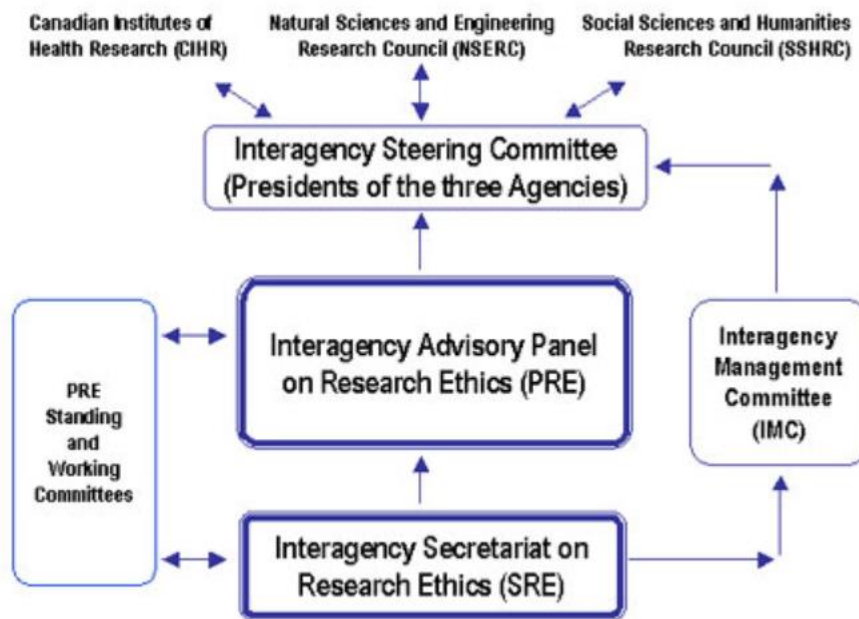 Canadian Institutes of
Health Research (CIHR)
Natural Sciences and Engineering
Research Council (NSERC)
Social Sciences and Humanities
Research Council (SSHRC)
Interagency Steering Committee
(Presidents of the three Agencies)
Interagency Advisory Panel
on Research Ethics (PRE)
PRE
Standing
and
Working
Committees
Interagency
Management
Committee
(IMC)
Interagency Secretariat on
Research Ethics (SRE)